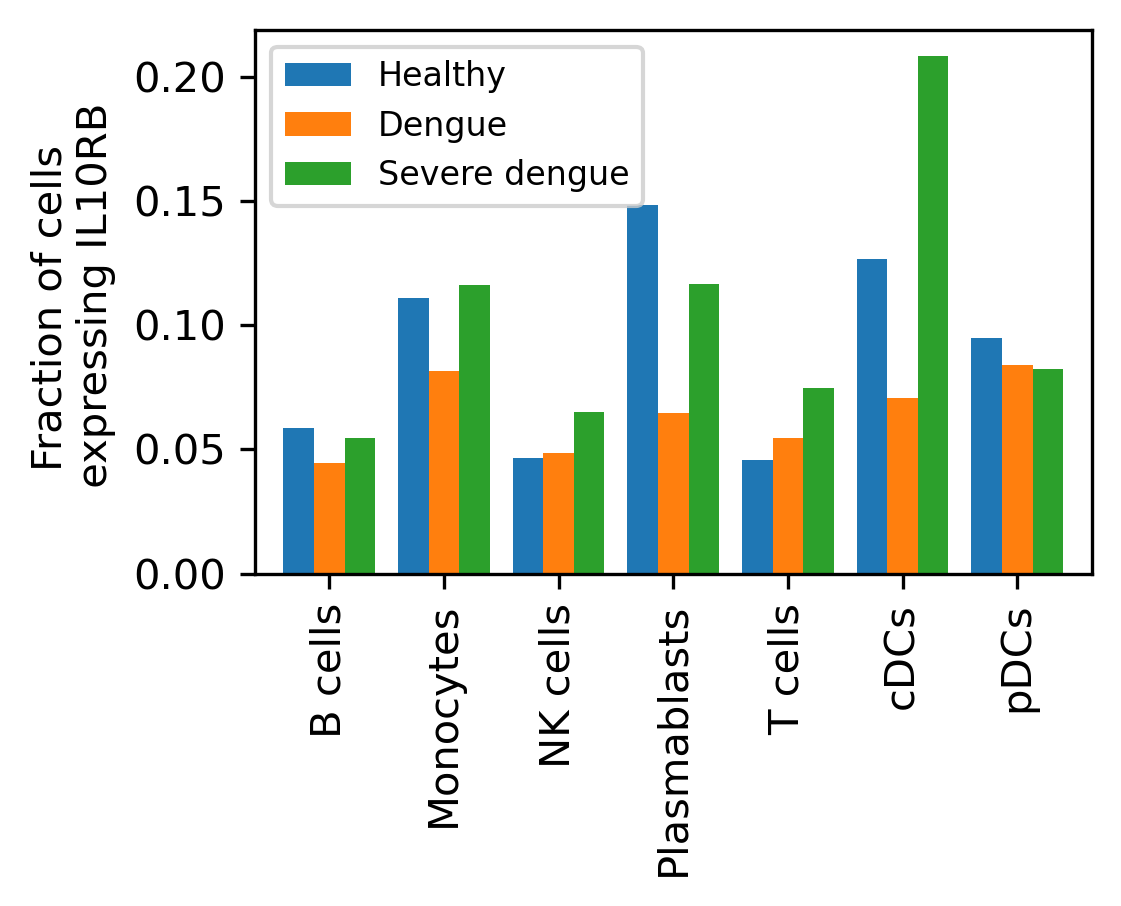 Fraction of cells
expressing IL10RB
0.20
0.15
0.10
0.05
0.00
Healthy
Dengue
Severe dengue
B cells
Monocytes
NK cells
Plasmablasts
T cells
cDCs
pDCs